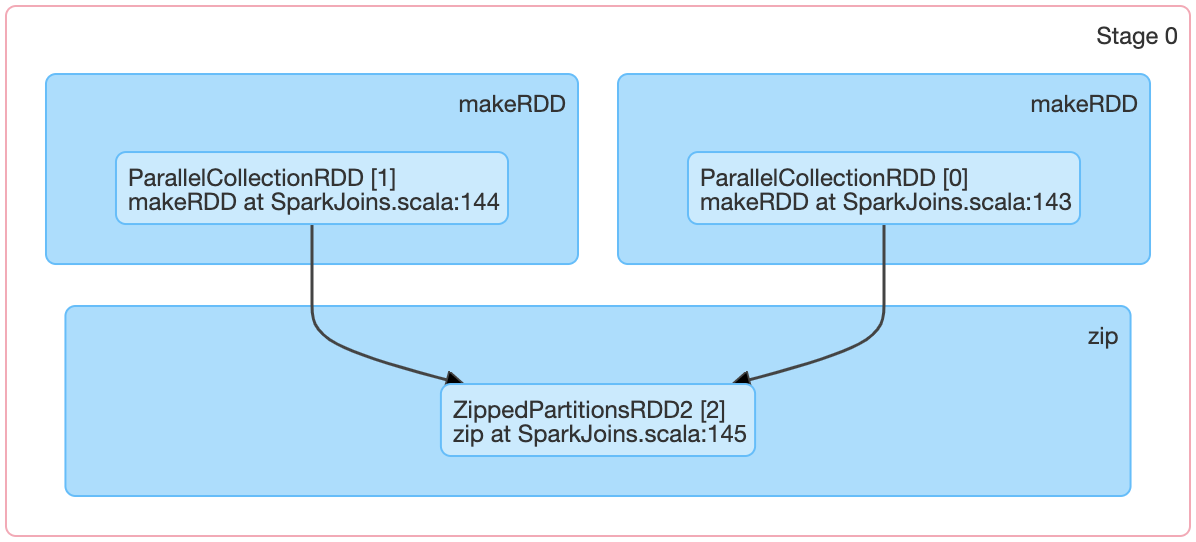 Stage 0
makeRDD
ParallelCollectionRDD [1]
makeRDD at SparkJoins.scala:144
makeRDD
ParallelCollectionRDD [0]
makeRDD at SparkJoins.scala:143
zip
ZippedPartitionsRDD2 [2]
zip at SparkJoins.scala:145